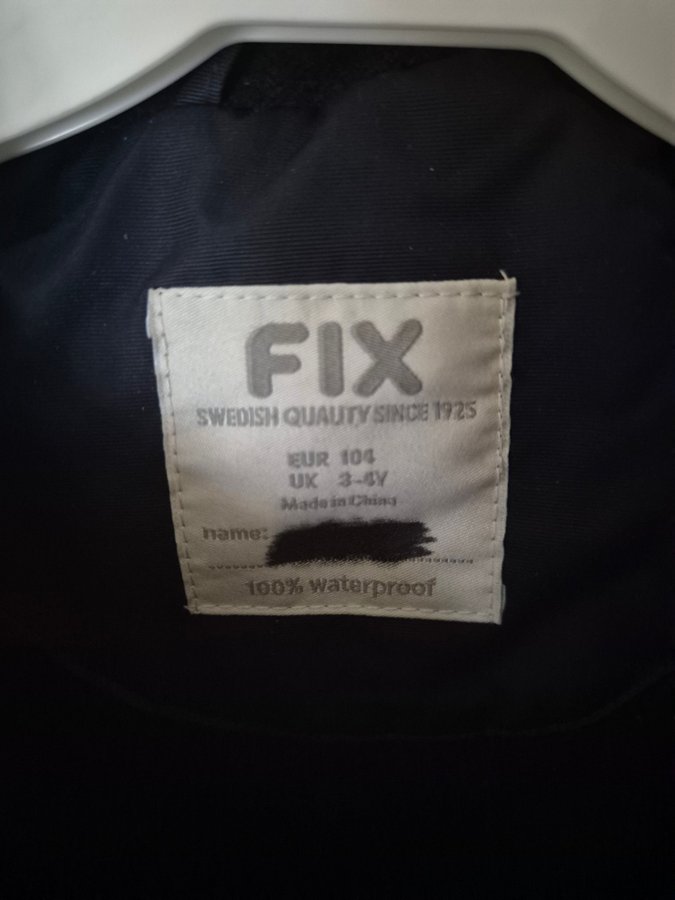 FIX
SWEDISH QUALITY SINCE 1925
EUR 104
UK 3-4Y
Made in China
name:
100% waterproof